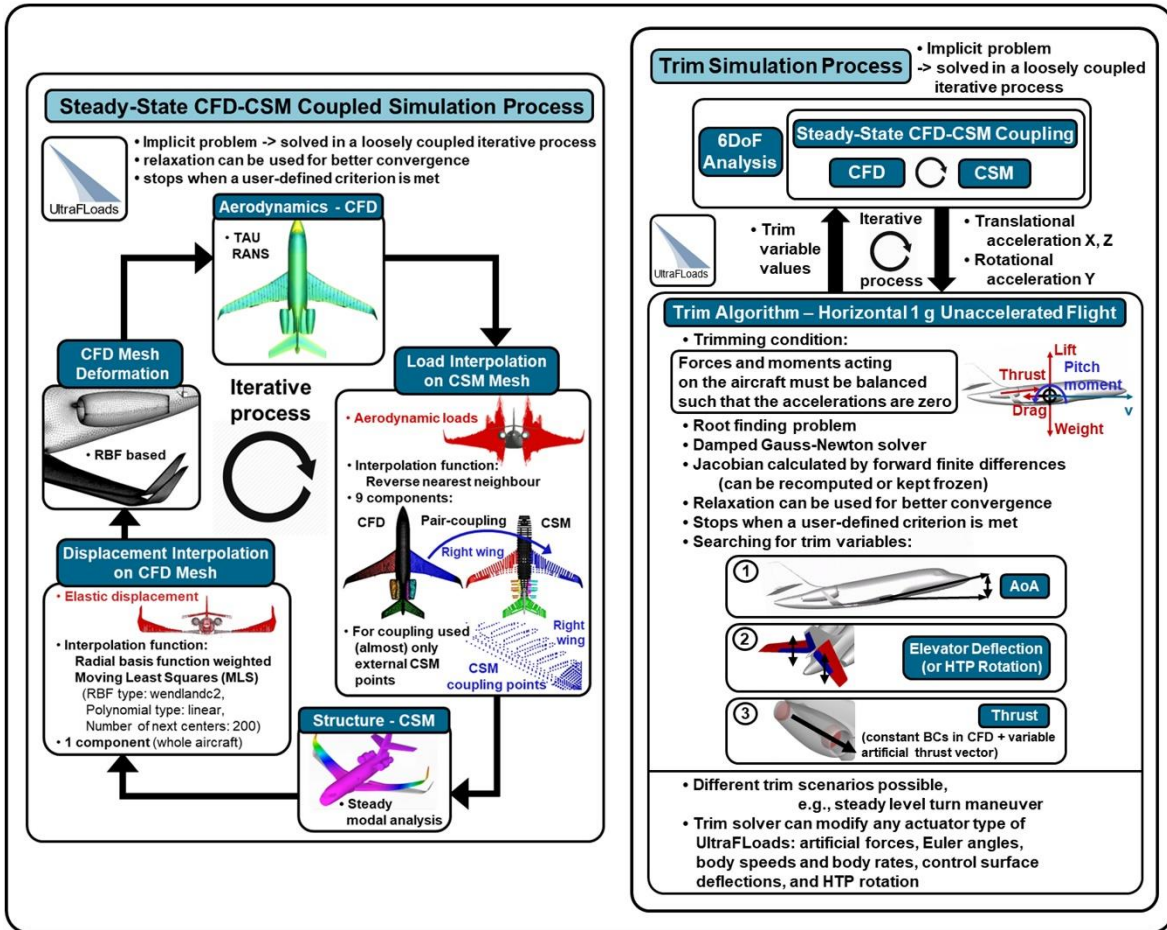 Steady-State CFD-CSM Coupled Simulation Process
UltraFLoads
• Implicit problem -> solved in a loosely coupled iterative process
• relaxation can be used for better convergence
• stops when a user-defined criterion is met
Aerodynamics - CFD
• TAU
RANS
Load Interpolation
on CSM Mesh
• Aerodynamic loads
• Interpolation function:
Reverse nearest neighbour
• 9 components:
CFD
Pair-coupling
CSM
Right wing
• For coupling used
(almost) only
external CSM
points
Right
wing
CSM
coupling points
Structure - CSM
• Steady
modal analysis
Displacement Interpolation
on CFD Mesh
• Elastic displacement
• Interpolation function:
Radial basis function weighted
Moving Least Squares (MLS)
(RBF type: wendlandc2,
Polynomial type: linear,
Number of next centers: 200)
• 1 component (whole aircraft)
CFD Mesh
Deformation
• RBF based
Iterative
process
Trim Simulation Process
• Implicit problem
-> solved in a loosely coupled
iterative process
6DoF
Analysis
Steady-State CFD-CSM Coupling
CFD
CSM
UltraFLoads
• Trim
variable
values
Iterative
process
• Translational
acceleration X, Z
• Rotational
acceleration Y
Trim Algorithm – Horizontal 1 g Unaccelerated Flight
• Trimming condition:
Forces and moments acting
on the aircraft must be balanced
such that the accelerations are zero
Lift
Thrust
Pitch
moment
Drag
v
Weight
• Root finding problem
• Damped Gauss-Newton solver
• Jacobian calculated by forward finite differences
(can be recomputed or kept frozen)
• Relaxation can be used for better convergence
• Stops when a user-defined criterion is met
• Searching for trim variables:
1
AoA
2
Elevator Deflection
(or HTP Rotation)
3
Thrust
(constant BCs in CFD + variable
artificial thrust vector)
• Different trim scenarios possible,
e.g., steady level turn maneuver
• Trim solver can modify any actuator type of
UltraFLoads: artificial forces, Euler angles,
body speeds and body rates, control surface
deflections, and HTP rotation